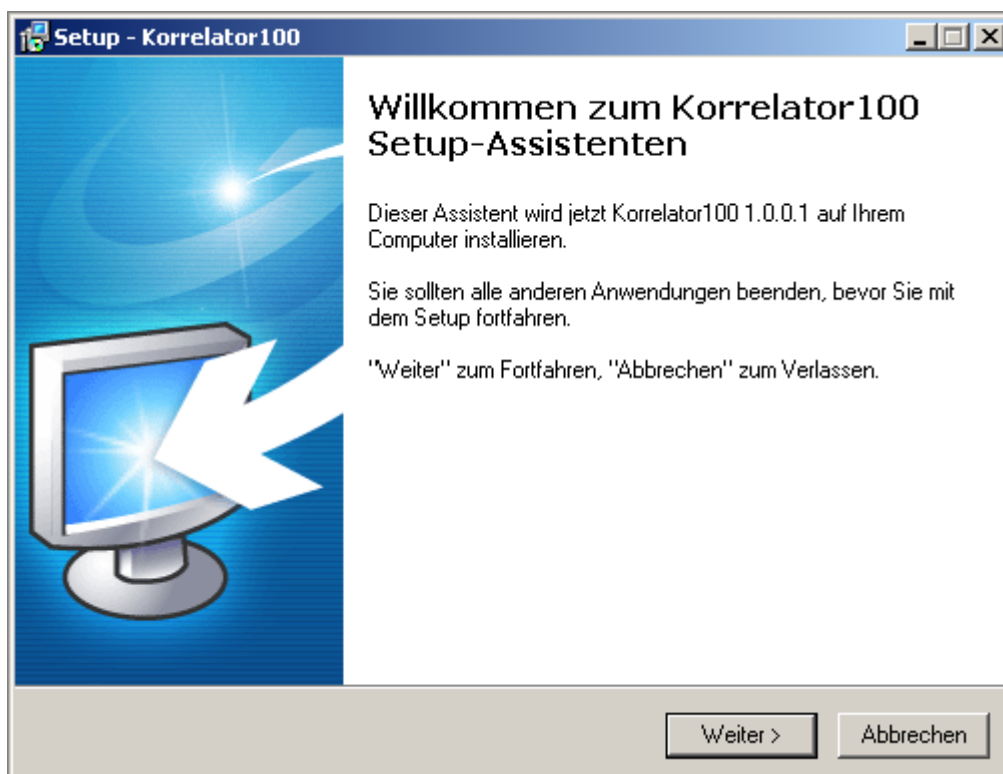 Setup - Korrelator100
Willkommen zum Korrelator100
Setup-Assistenten
Dieser Assistent wird jetzt Korrelator100 1.0.0.1 auf Ihrem
Computer installieren.
Sie sollten alle anderen Anwendungen beenden, bevor Sie mit
dem Setup fortfahren.
"Weiter" zum Fortfahren, "Abbrechen" zum Verlassen.
Weiter >
Abbrechen